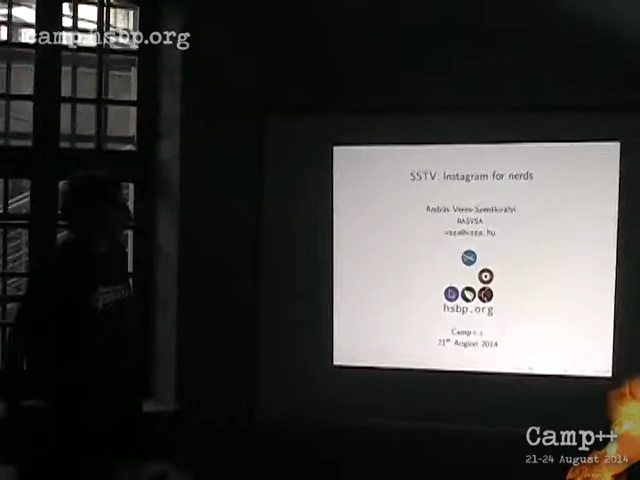 camp.hsbp.org
SSTV: Instagram for nerds
András Veres-Szentkirályi
HA5VSA
vsza@vsza.hu
hsbp.org
Camp++
21st August 2014
Camp++
21-24 August 2014